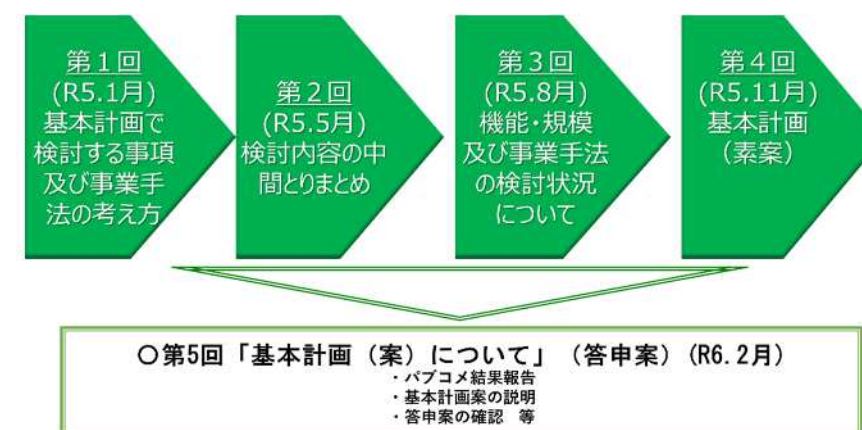 第１回
(R5.1月)
基本計画で
検討する事項
及び事業手
法の考え方
第２回
(R5.5月)
検討内容の中
間とりまとめ
第３回
(R5.8月)
機能・規模
及び事業手法
の検討状況
について
第４回
(R5.11月)
基本計画
（素案）
〇第5回「基本計画（案）について」（答申案）(R6.2月)
・パブコメ結果報告
・基本計画案の説明
・答申案の確認　等